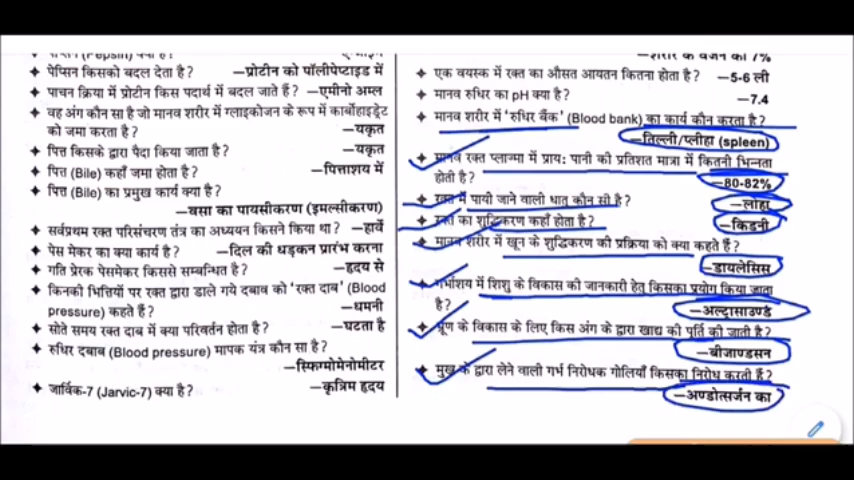 पेप्सिन (Pepsin) क्या है?
✦ पेप्सिन किसको बदल देता है? —प्रोटीन को पॉलीपेप्टाइड में
✦ पाचन क्रिया में प्रोटीन किस पदार्थ में बदल जाते हैं? —एमीनो अम्ल
✦ वह अंग कौन सा है जो मानव शरीर में ग्लाइकोजन के रूप में कार्बोहाइड्रेट
को जमा करता है? —यकृत
✦ पित्त किसके द्वारा पैदा किया जाता है? —यकृत
✦ पित्त (Bile) कहाँ जमा होता है? —पित्ताशय में
✦ पित्त (Bile) का प्रमुख कार्य क्या है?
—वसा का पायसीकरण (इमल्सीकरण)
✦ सर्वप्रथम रक्त परिसंचरण तंत्र का अध्ययन किसने किया था? —हार्वे
✦ पेस मेकर का क्या कार्य है? —दिल की धड़कन प्रारंभ करना
✦ गति प्रेरक पेसमेकर किससे सम्बन्धित है? —हृदय से
✦ किनकी भित्तियों पर रक्त द्वारा डाले गये दबाव को 'रक्त दाब' (Blood
pressure) कहते हैं? —धमनी
✦ सोते समय रक्त दाब में क्या परिवर्तन होता है? —घटता है
✦ रुधिर दबाव (Blood pressure) मापक यंत्र कौन सा है?
—स्फिग्मोमेनोमीटर
✦ जार्विक-7 (Jarvic-7) क्या है? —कृत्रिम हृदय
—शरीर के वजन का 7%
✦ एक वयस्क में रक्त का औसत आयतन कितना होता है? —5-6 ली
✦ मानव रुधिर का pH क्या है? —7.4
✦ मानव शरीर में 'रुधिर बैंक' (Blood bank) का कार्य कौन करता है?
—तिल्ली/प्लीहा (spleen)
✦ मानव रक्त प्लाज्मा में प्राय: पानी की प्रतिशत मात्रा में कितनी भिन्नता
होती है? —80-82%
✦ रक्त में पायी जाने वाली धातु कौन सी है? —लोहा
✦ रक्त का शुद्धिकरण कहाँ होता है? —किडनी
✦ मानव शरीर में खून के शुद्धिकरण की प्रक्रिया को क्या कहते हैं?
—डायलेसिस
✦ गर्भाशय में शिशु के विकास की जानकारी हेतु किसका प्रयोग किया जाता
है? —अल्ट्रासाउण्ड
✦ भ्रूण के विकास के लिए किस अंग के द्वारा खाद्य की पूर्ति की जाती है?
—बीजाण्डसन
✦ मुख के द्वारा लेने वाली गर्भ निरोधक गोलियाँ किसका निरोध करती हैं?
—अण्डोत्सर्जन का